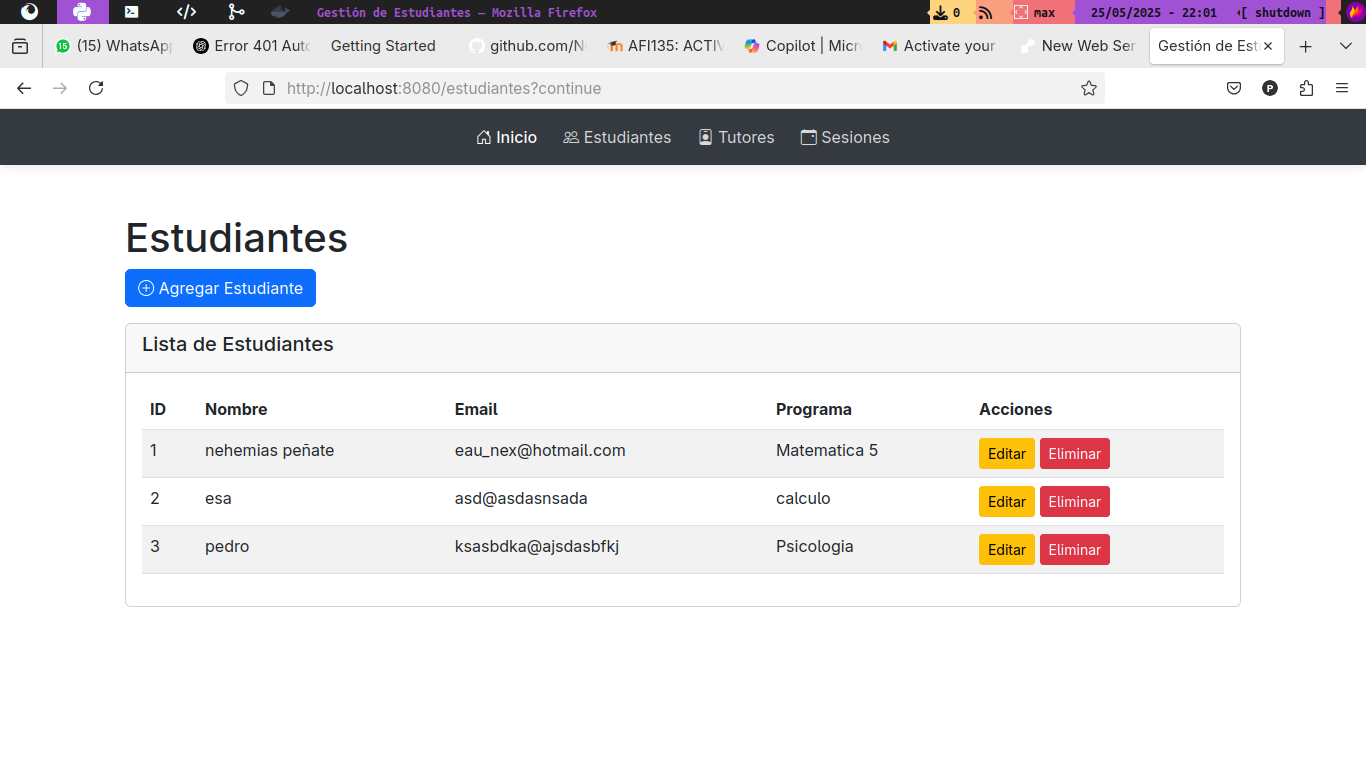 Gestión de Estudiantes — Mozilla Firefox
0
max
25/05/2025 - 22:01
[ shutdown ]
(15) WhatsApp
Error 401 Auto
Getting Started
github.com/N
AFI135: ACTIV
Copilot | Micr
Activate your
New Web Ser
Gestión de Est
http://localhost:8080/estudiantes?continue
Inicio
Estudiantes
Tutores
Sesiones
Estudiantes
Agregar Estudiante
Lista de Estudiantes
ID Nombre Email Programa Acciones
1 nehemias peñate eau_nex@hotmail.com Matematica 5 Editar Eliminar
2 esa asd@asdasnsada calculo Editar Eliminar
3 pedro ksasbdka@ajsdasbfkj Psicologia Editar Eliminar